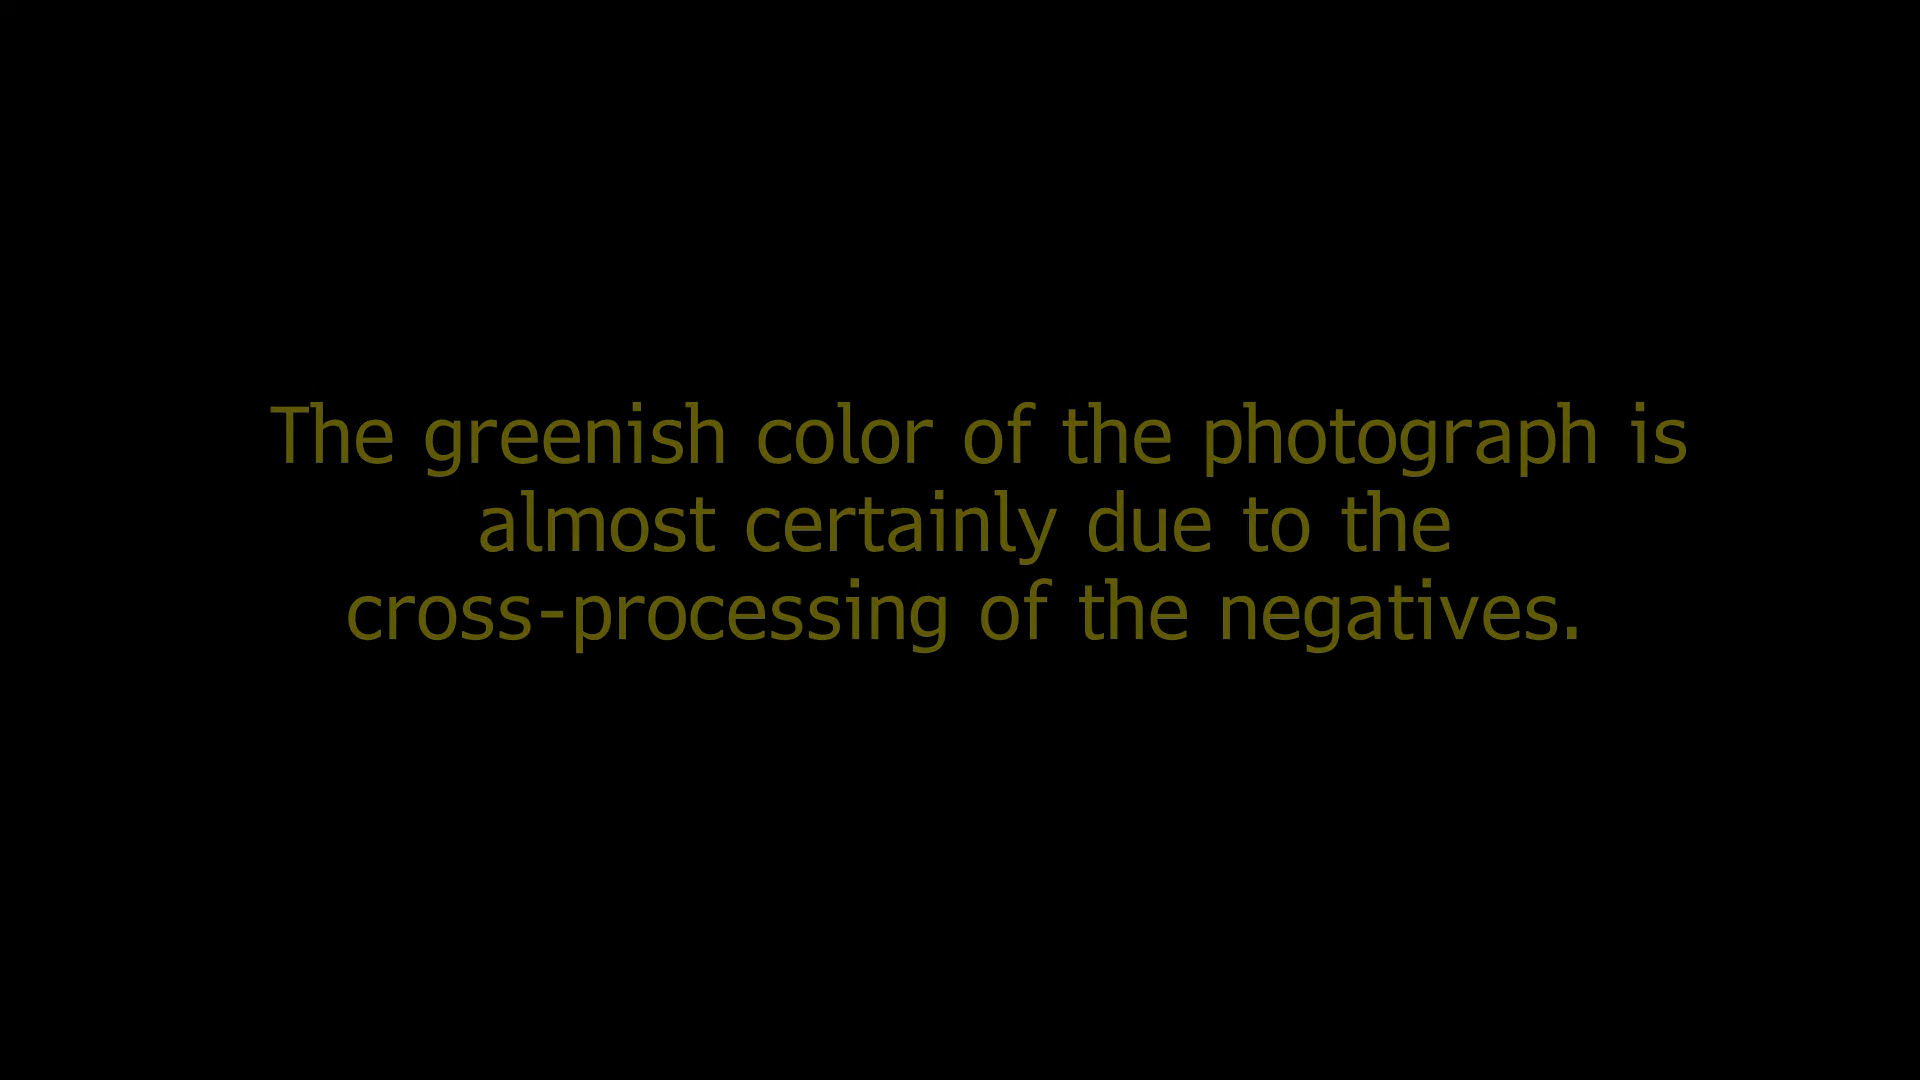 The greenish color of the photograph is
almost certainly due to the
cross-processing of the negatives.